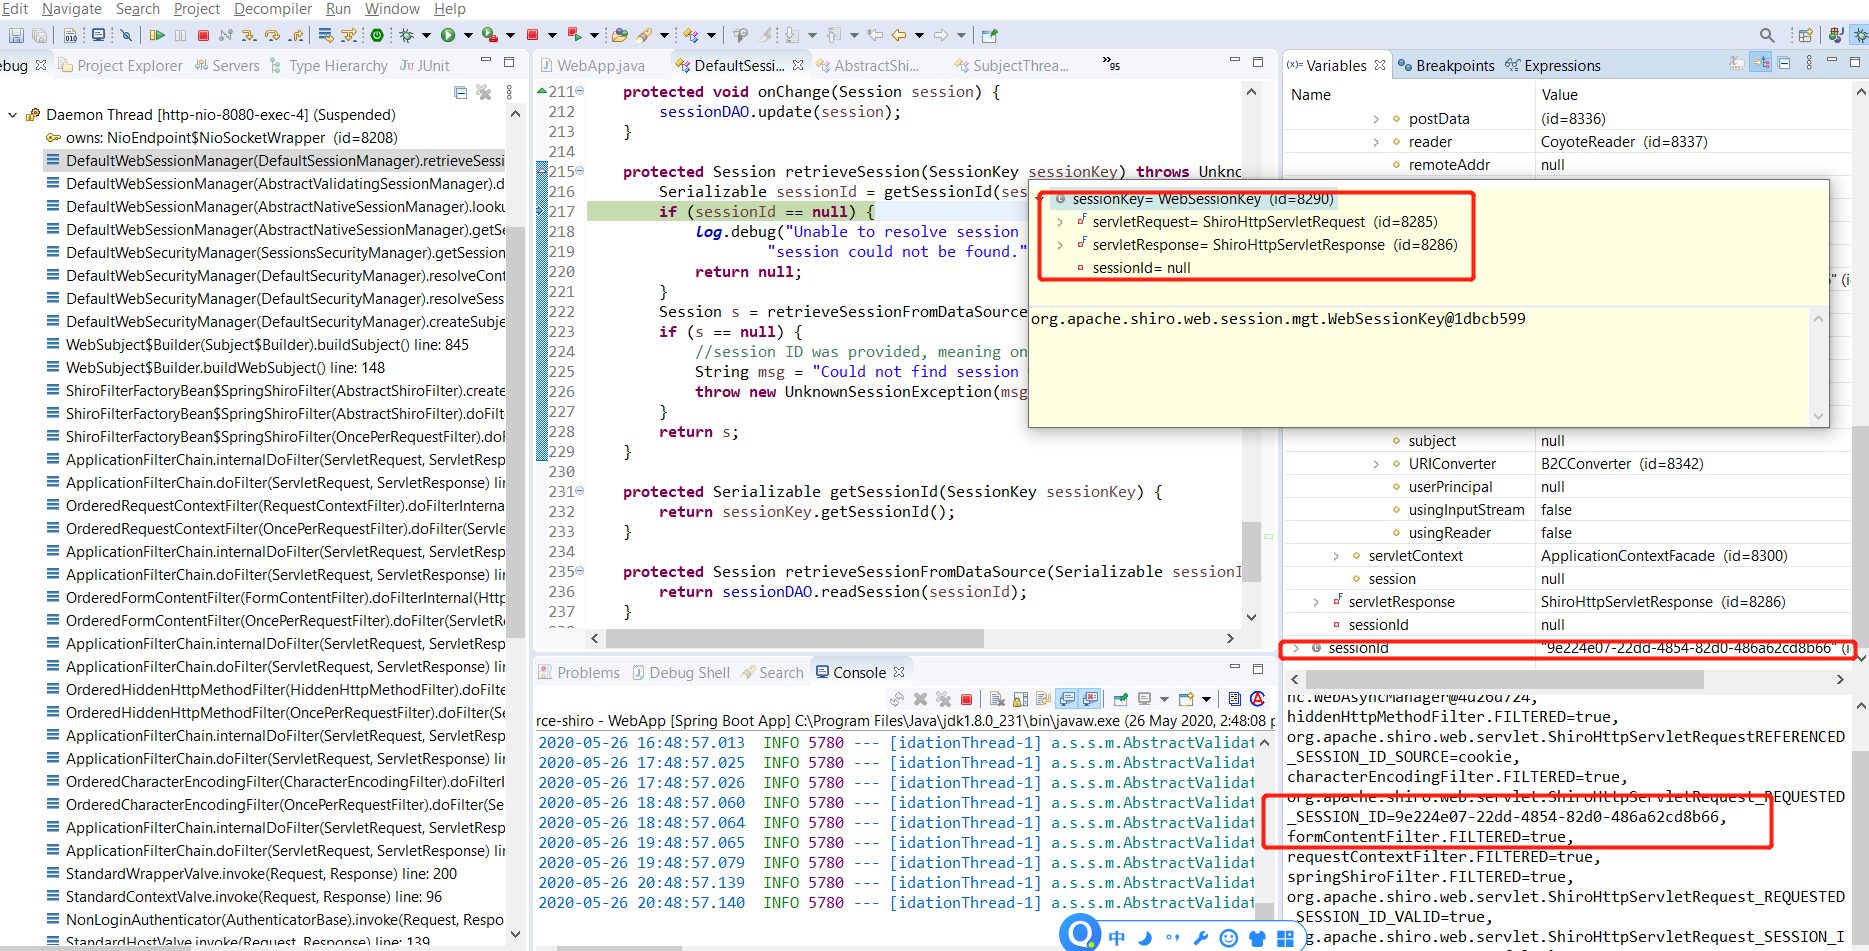 Edit Navigate Search Project Decompiler Run Window Help
ebug Project Explorer Servers Type Hierarchy JUnit
Daemon Thread [http-nio-8080-exec-4] (Suspended)
owns: NioEndpoint$NioSocketWrapper (id=8208)
DefaultWebSessionManager(DefaultSessionManager).retrieveSessi
DefaultWebSessionManager(AbstractValidatingSessionManager).d
DefaultWebSessionManager(AbstractNativeSessionManager).looku
DefaultWebSessionManager(AbstractNativeSessionManager).getSe
DefaultWebSecurityManager(SessionsSecurityManager).getSession
DefaultWebSecurityManager(DefaultSecurityManager).resolveCont
DefaultWebSecurityManager(DefaultSecurityManager).resolveSess
DefaultWebSecurityManager(DefaultSecurityManager).createSubje
WebSubject$Builder(Subject$Builder).buildSubject() line: 845
WebSubject$Builder.buildWebSubject() line: 148
ShiroFilterFactoryBean$SpringShiroFilter(AbstractShiroFilter).create
ShiroFilterFactoryBean$SpringShiroFilter(AbstractShiroFilter).doFilte
ShiroFilterFactoryBean$SpringShiroFilter(OncePerRequestFilter).doF
ApplicationFilterChain.internalDoFilter(ServletRequest, ServletResp
ApplicationFilterChain.doFilter(ServletRequest, ServletResponse) lin
OrderedRequestContextFilter(RequestContextFilter).doFilterInterna
OrderedRequestContextFilter(OncePerRequestFilter).doFilter(Servle
ApplicationFilterChain.internalDoFilter(ServletRequest, ServletResp
ApplicationFilterChain.doFilter(ServletRequest, ServletResponse) lin
OrderedFormContentFilter(FormContentFilter).doFilterInternal(Http
OrderedFormContentFilter(OncePerRequestFilter).doFilter(ServletR
ApplicationFilterChain.internalDoFilter(ServletRequest, ServletResp
ApplicationFilterChain.doFilter(ServletRequest, ServletResponse) lin
OrderedHiddenHttpMethodFilter(HiddenHttpMethodFilter).doFilte
OrderedHiddenHttpMethodFilter(OncePerRequestFilter).doFilter(Se
ApplicationFilterChain.internalDoFilter(ServletRequest, ServletResp
ApplicationFilterChain.doFilter(ServletRequest, ServletResponse) lin
OrderedCharacterEncodingFilter(CharacterEncodingFilter).doFilterI
OrderedCharacterEncodingFilter(OncePerRequestFilter).doFilter(Se
ApplicationFilterChain.internalDoFilter(ServletRequest, ServletResp
ApplicationFilterChain.doFilter(ServletRequest, ServletResponse) lin
StandardWrapperValve.invoke(Request, Response) line: 200
StandardContextValve.invoke(Request, Response) line: 96
NonLoginAuthenticator(AuthenticatorBase).invoke(Request, Respo
StandardHostValve.invoke(Request, Response) line: 139
WebApp.java DefaultSessi... AbstractShi... SubjectThrea... »95
211 protected void onChange(Session session) {
212 sessionDAO.update(session);
213 }
214
215 protected Session retrieveSession(SessionKey sessionKey) throws Unkno
216 Serializable sessionId = getSessionId(ses
217 if (sessionId == null) {
218 log.debug("Unable to resolve session
219 "session could not be found."
220 return null;
221 }
222 Session s = retrieveSessionFromDataSource
223 if (s == null) {
224 //session ID was provided, meaning on
225 String msg = "Could not find session
226 throw new UnknownSessionException(msg
227 }
228 return s;
229 }
230
231 protected Serializable getSessionId(SessionKey sessionKey) {
232 return sessionKey.getSessionId();
233 }
234
235 protected Session retrieveSessionFromDataSource(Serializable sessionI
236 return sessionDAO.readSession(sessionId);
237 }
sessionKey= WebSessionKey (id=8290)
servletRequest= ShiroHttpServletRequest (id=8285)
servletResponse= ShiroHttpServletResponse (id=8286)
sessionId= null
org.apache.shiro.web.session.mgt.WebSessionKey@1dbcb599
Problems Debug Shell Search Console
rce-shiro - WebApp [Spring Boot App] C:\Program Files\Java\jdk1.8.0_231\bin\javaw.exe (26 May 2020, 2:48:08 p
2020-05-26 16:48:57.013 INFO 5780 --- [idationThread-1] a.s.s.m.AbstractValidat
2020-05-26 17:48:57.025 INFO 5780 --- [idationThread-1] a.s.s.m.AbstractValidat
2020-05-26 17:48:57.026 INFO 5780 --- [idationThread-1] a.s.s.m.AbstractValidat
2020-05-26 18:48:57.060 INFO 5780 --- [idationThread-1] a.s.s.m.AbstractValidat
2020-05-26 18:48:57.064 INFO 5780 --- [idationThread-1] a.s.s.m.AbstractValidat
2020-05-26 19:48:57.065 INFO 5780 --- [idationThread-1] a.s.s.m.AbstractValidat
2020-05-26 19:48:57.079 INFO 5780 --- [idationThread-1] a.s.s.m.AbstractValidat
2020-05-26 20:48:57.139 INFO 5780 --- [idationThread-1] a.s.s.m.AbstractValidat
2020-05-26 20:48:57.140 INFO 5780 --- [idationThread-1] a.s.s.m.AbstractValidat
Variables Breakpoints Expressions
Name Value
postData (id=8336)
reader CoyoteReader (id=8337)
remoteAddr null
subject null
URIConverter B2CConverter (id=8342)
userPrincipal null
usingInputStream false
usingReader false
servletContext ApplicationContextFacade (id=8300)
session null
servletResponse ShiroHttpServletResponse (id=8286)
sessionId null
sessionId "9e224e07-22dd-4854-82d0-486a62cd8b66" (i
nc.WebAsyncManager@4d26d724,
hiddenHttpMethodFilter.FILTERED=true,
org.apache.shiro.web.servlet.ShiroHttpServletRequestREFERENCED
_SESSION_ID_SOURCE=cookie,
characterEncodingFilter.FILTERED=true,
org.apache.shiro.web.servlet.ShiroHttpServletRequest_REQUESTED
_SESSION_ID=9e224e07-22dd-4854-82d0-486a62cd8b66,
formContentFilter.FILTERED=true,
requestContextFilter.FILTERED=true,
springShiroFilter.FILTERED=true,
org.apache.shiro.web.servlet.ShiroHttpServletRequest_REQUESTED
_SESSION_ID_VALID=true,
rg.apache.shiro.web.servlet.ShiroHttpServletRequest_SESSION_I
中